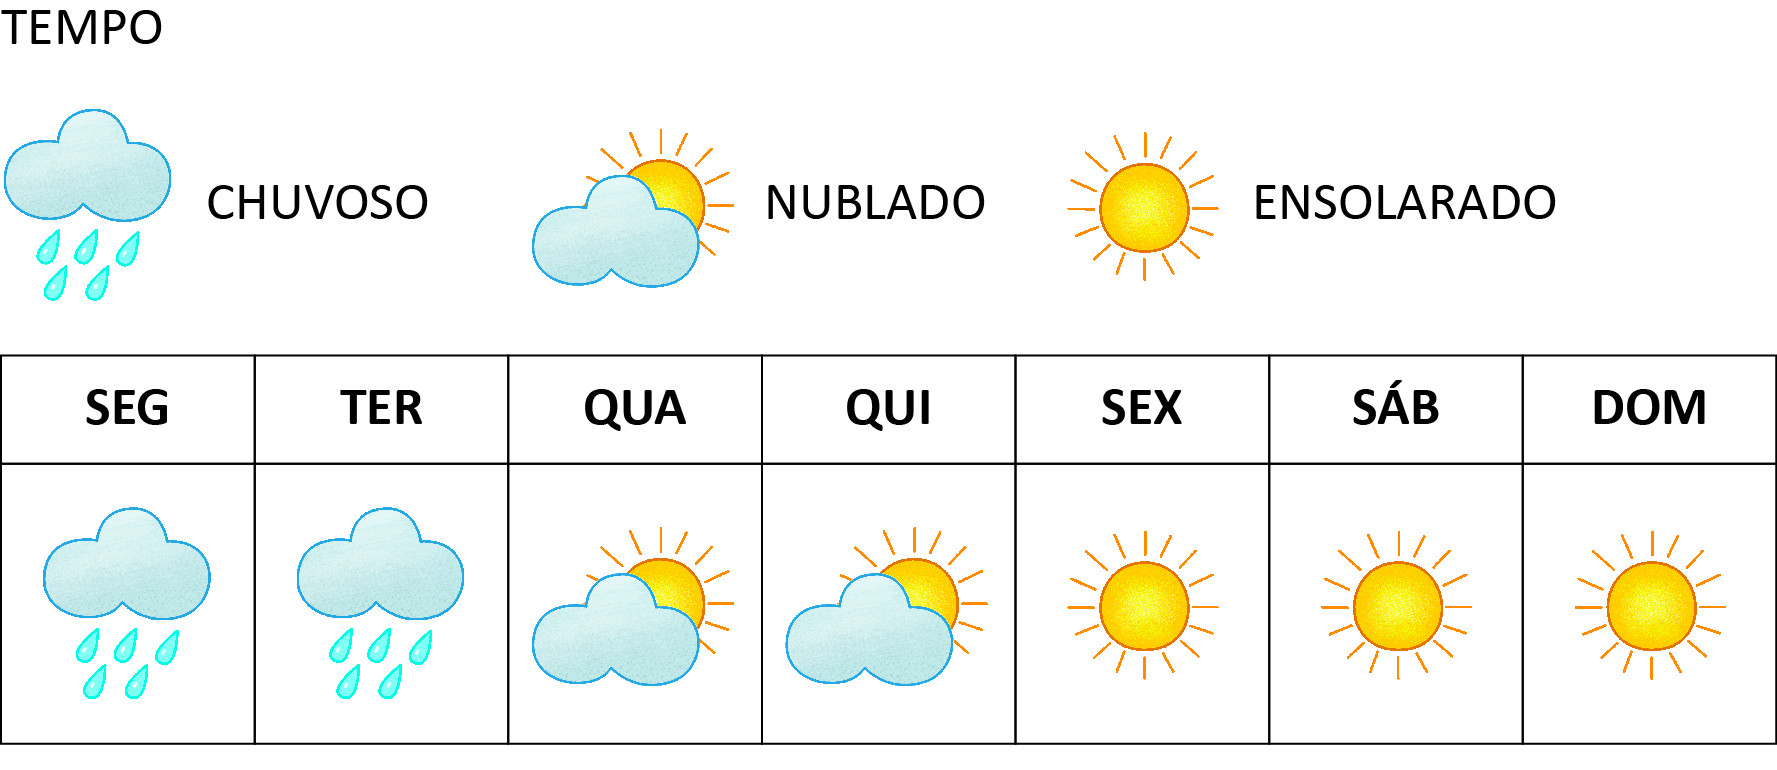 TEMPO
CHUVOSO NUBLADO ENSOLARADO
SEG TER QUA QUI SEX SÁB DOM